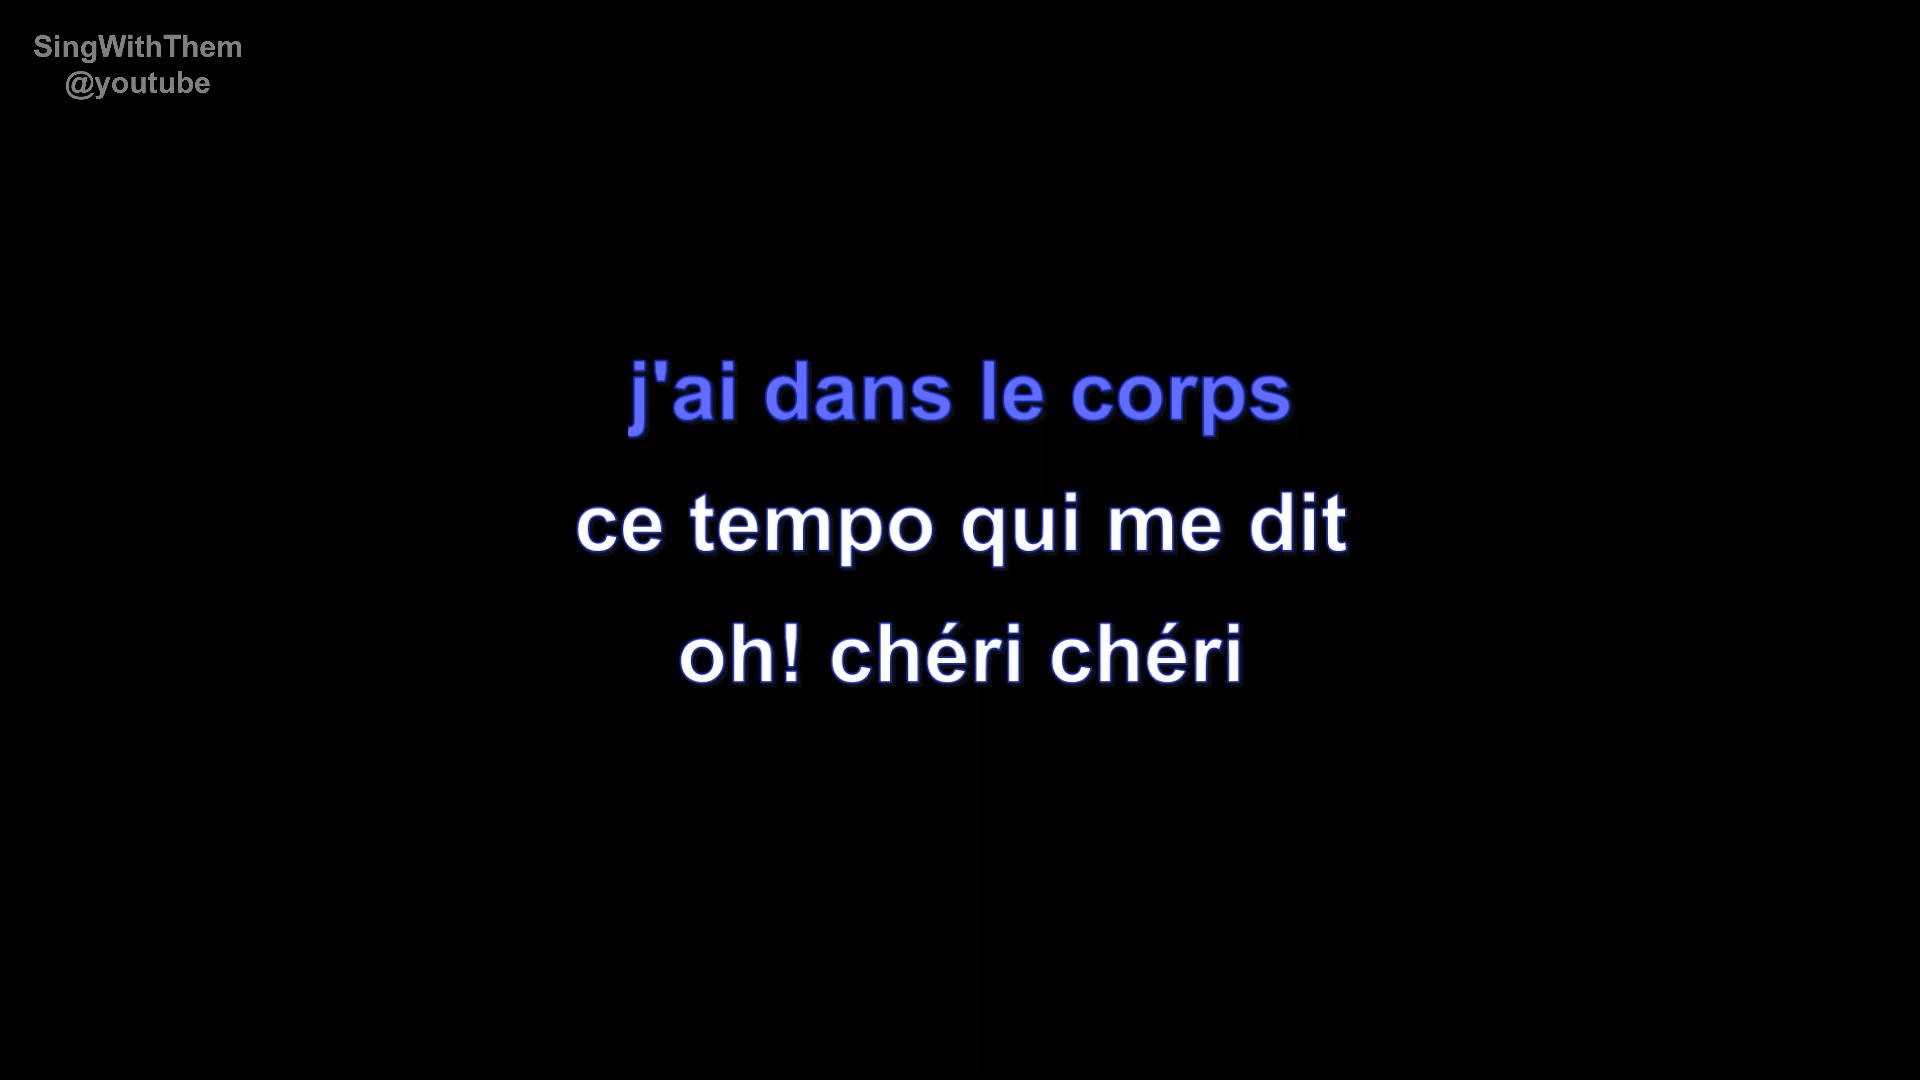 SingWithThem
@youtube
j'ai dans le corps
ce tempo qui me dit
oh! chéri chéri